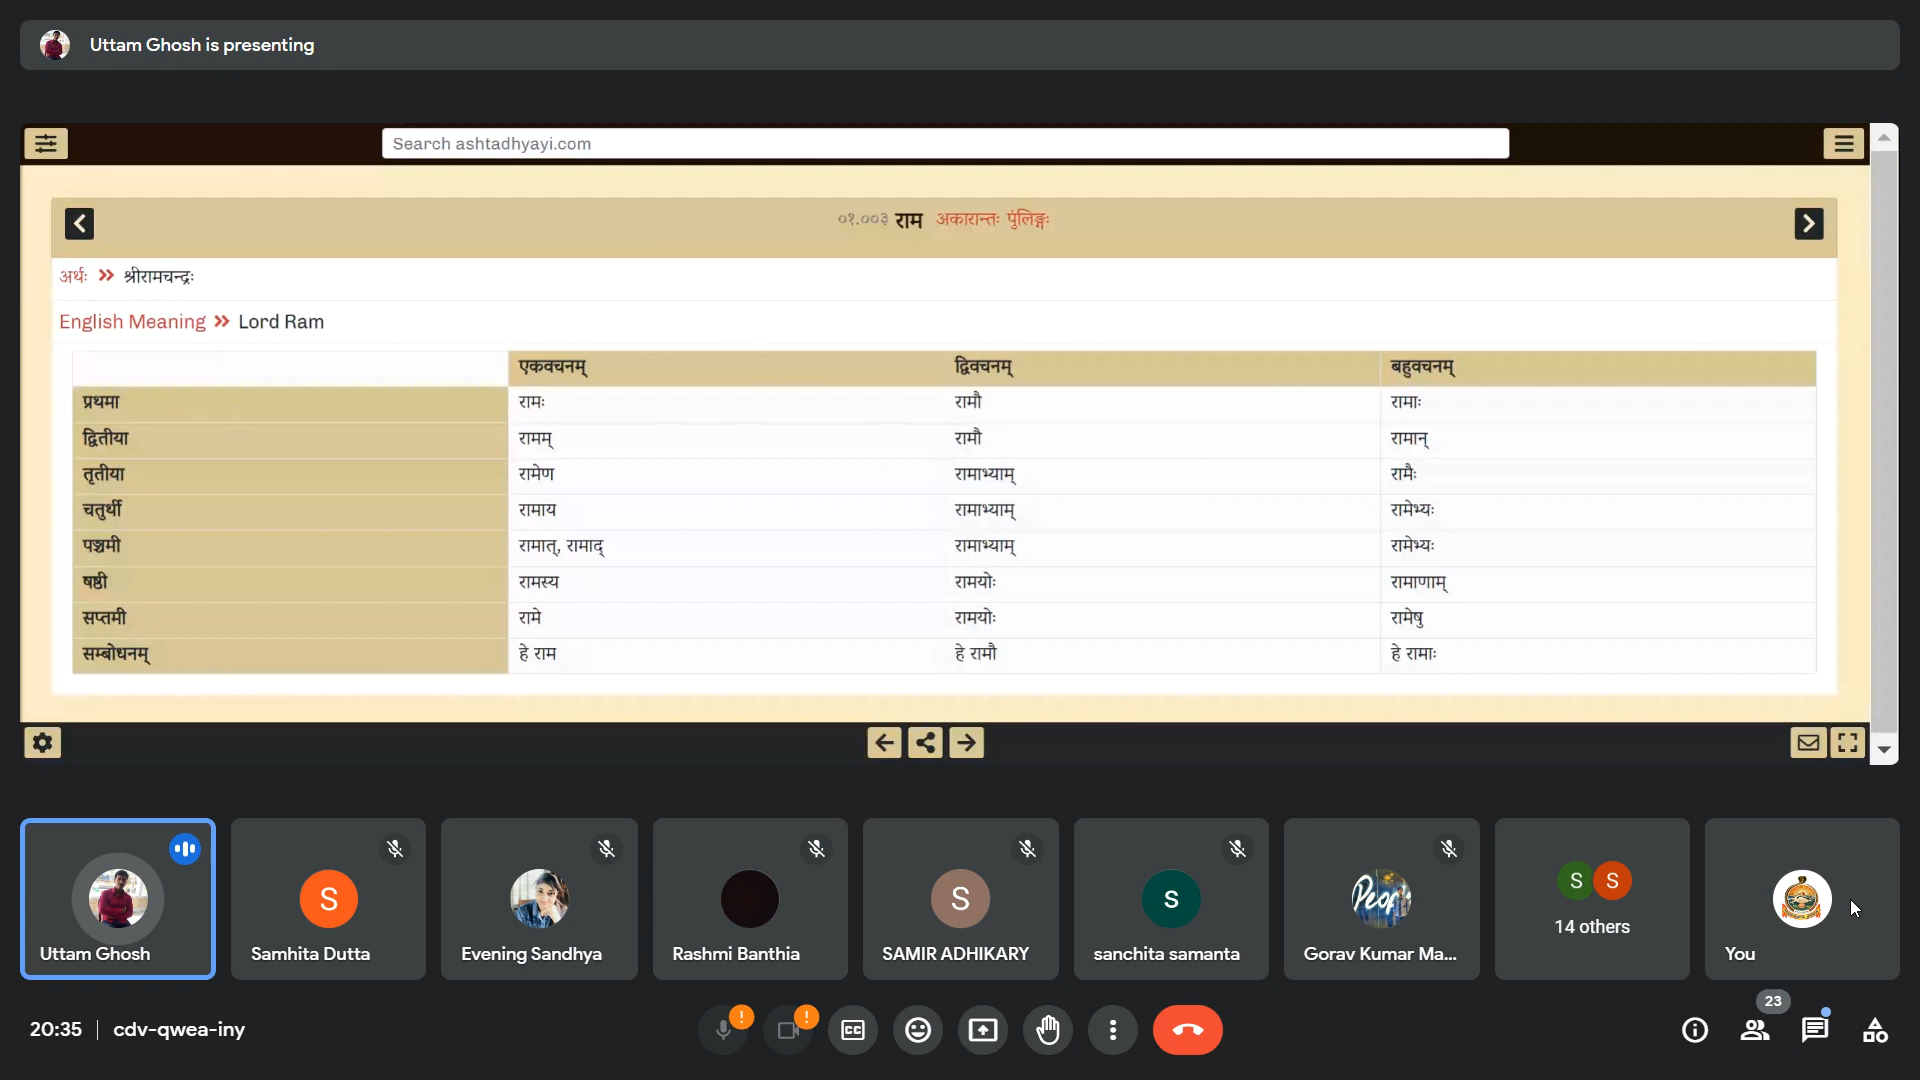 Uttam Ghosh is presenting
Search ashtadhyayi.com
०१.००३ राम अकारान्तः पुंलिङ्गः
अर्थः >> श्रीरामचन्द्रः
English Meaning >> Lord Ram
एकवचनम् द्विवचनम् बहुवचनम्
प्रथमा रामः रामौ रामाः
द्वितीया रामम् रामौ रामान्
तृतीया रामेण रामाभ्याम् रामैः
चतुर्थी रामाय रामाभ्याम् रामेभ्यः
पञ्चमी रामात्, रामाद् रामाभ्याम् रामेभ्यः
षष्ठी रामस्य रामयोः रामाणाम्
सप्तमी रामे रामयोः रामेषु
सम्बोधनम् हे राम हे रामौ हे रामाः
S S S S S
Peop
14 others
Uttam Ghosh Samhita Dutta Evening Sandhya Rashmi Banthia SAMIR ADHIKARY sanchita samanta Gorav Kumar Ma... You
23
20:35 | cdv-qwea-iny
! ! CC